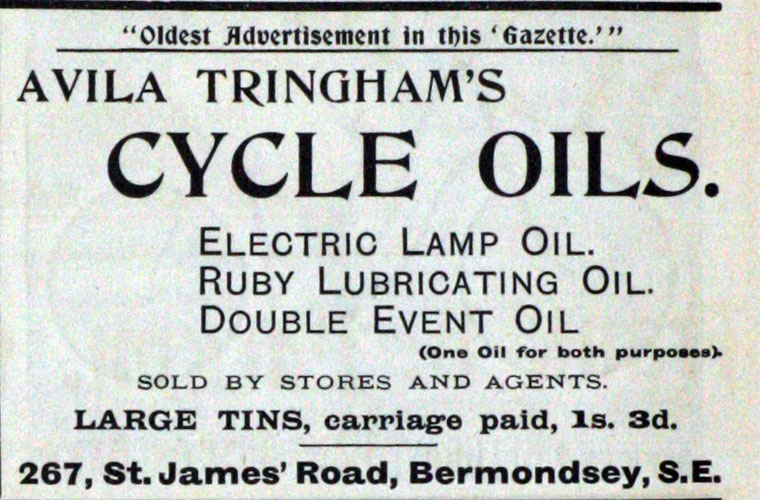 "Oldest Advertisement in this 'Gazette.'"
AVILA TRINGHAM'S
CYCLE OILS.
ELECTRIC LAMP OIL.
RUBY LUBRICATING OIL.
DOUBLE EVENT OIL
(One Oil for both purposes).
SOLD BY STORES AND AGENTS.
LARGE TINS, carriage paid, 1s. 3d.
267, St. James' Road, Bermondsey, S.E.